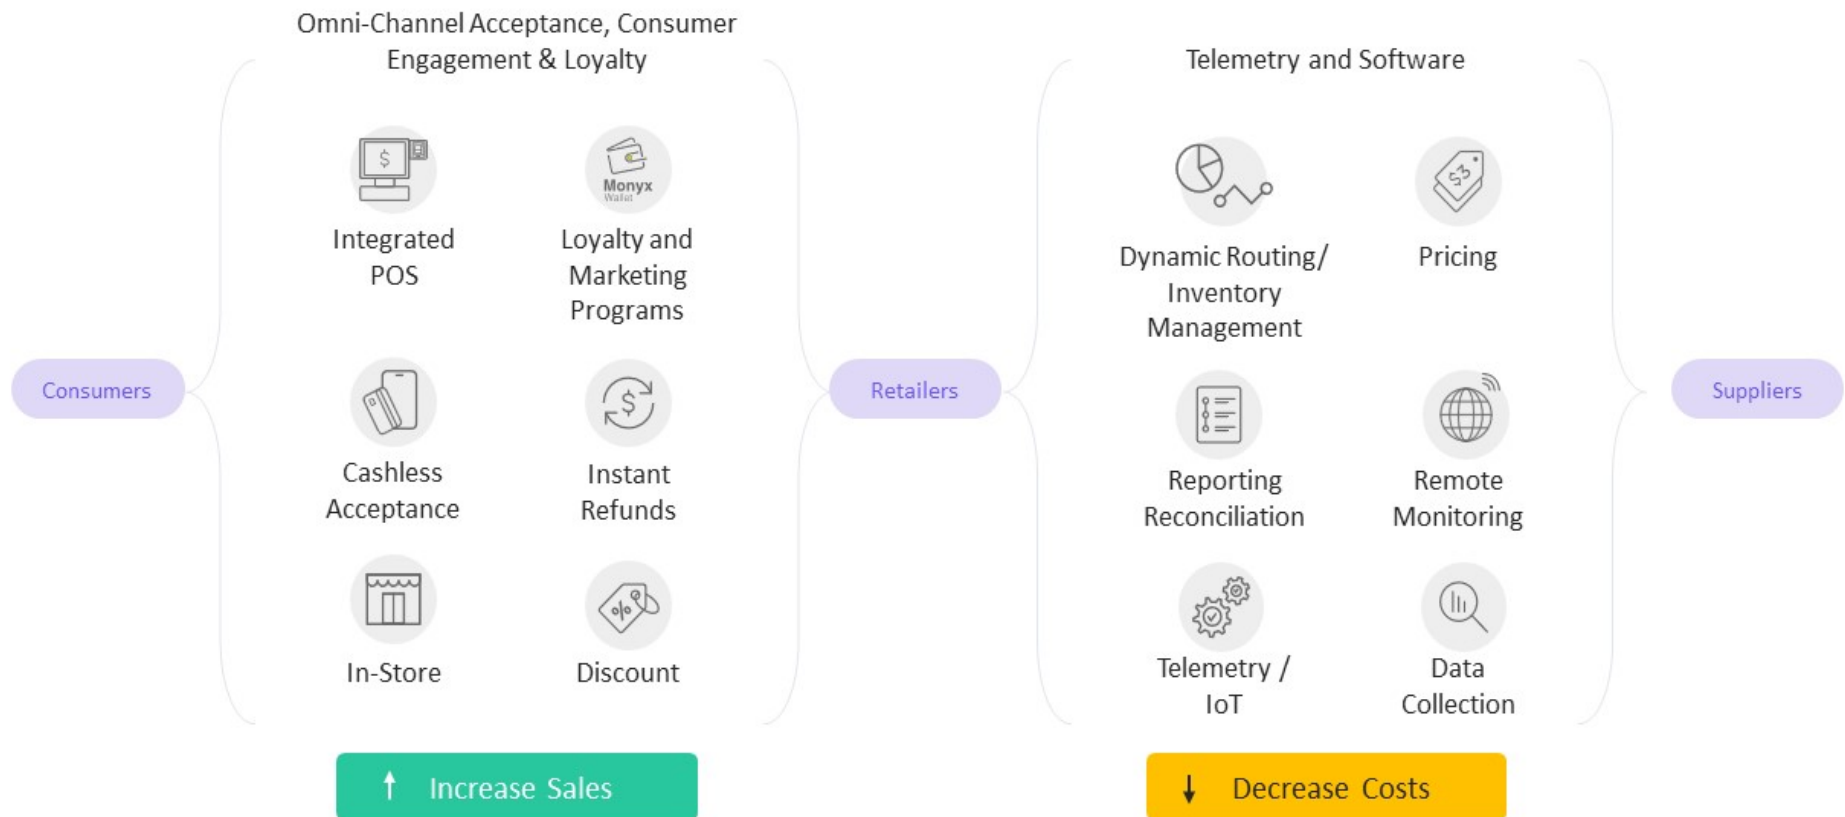 Omni-Channel Acceptance, Consumer
Engagement & Loyalty
$
Integrated
POS
Monyx
Wallet
Loyalty and
Marketing
Programs
Cashless
Acceptance
$
Instant
Refunds
In-Store
%
Discount
Increase Sales
Consumers
Retailers
Telemetry and Software
Dynamic Routing/
Inventory
Management
$3
Pricing
Reporting
Reconciliation
Remote
Monitoring
Telemetry /
IoT
Data
Collection
Decrease Costs
Suppliers